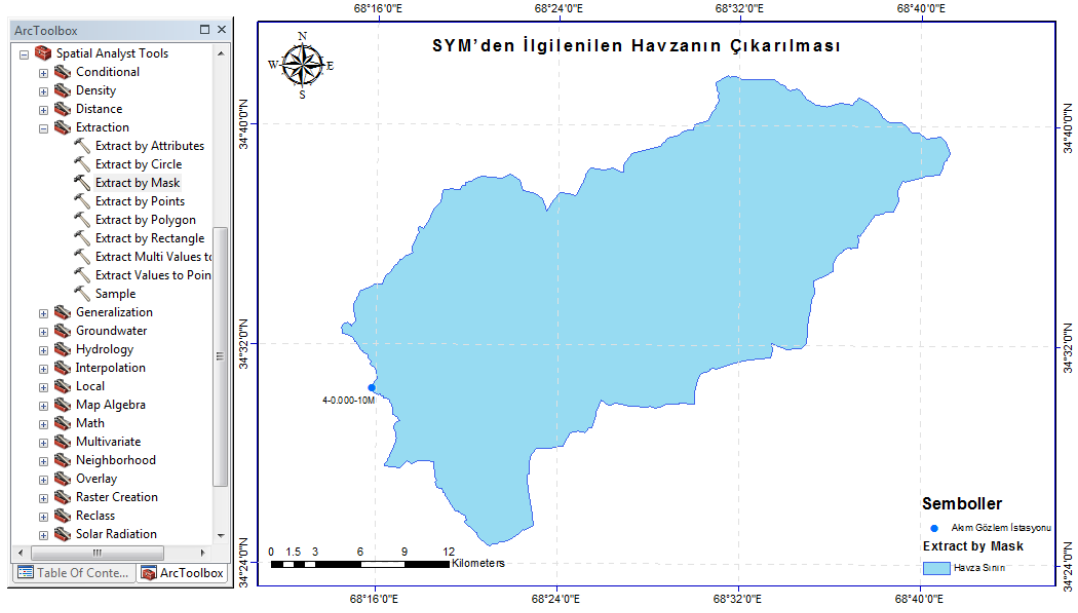 ArcToolbox
Spatial Analyst Tools
Conditional
Density
Distance
Extraction
Extract by Attributes
Extract by Circle
Extract by Mask
Extract by Points
Extract by Polygon
Extract by Rectangle
Extract Multi Values to
Extract Values to Poin
Sample
Generalization
Groundwater
Hydrology
Interpolation
Local
Map Algebra
Math
Multivariate
Neighborhood
Overlay
Raster Creation
Reclass
Solar Radiation
Table Of Conte...
ArcToolbox
68°16'0"E 68°24'0"E 68°32'0"E 68°40'0"E
SYM'den İlgilenilen Havzanın Çıkarılması
N
W E
S
34°40'0"N 34°40'0"N
34°32'0"N 34°32'0"N
4-0.000-10M
Semboller
Akım Gözlem İstasyonu
Extract by Mask
Havza Sınırı
0 1.5 3 6 9 12
Kilometers
34°24'0"N 34°24'0"N
68°16'0"E 68°24'0"E 68°32'0"E 68°40'0"E